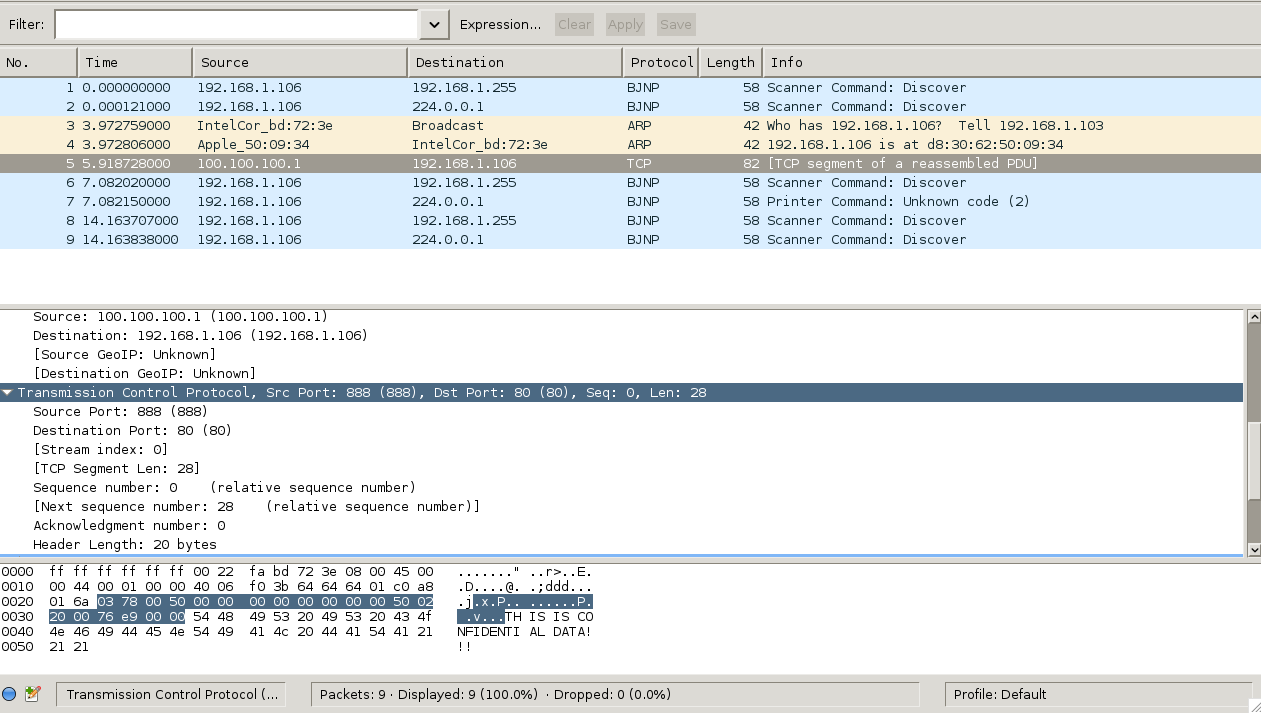 Filter: Expression... Clear Apply Save
No. Time Source Destination Protocol Length Info
1 0.000000000 192.168.1.106 192.168.1.255 BJNP 58 Scanner Command: Discover
2 0.000121000 192.168.1.106 224.0.0.1 BJNP 58 Scanner Command: Discover
3 3.972759000 IntelCor_bd:72:3e Broadcast ARP 42 Who has 192.168.1.106?  Tell 192.168.1.103
4 3.972806000 Apple_50:09:34 IntelCor_bd:72:3e ARP 42 192.168.1.106 is at d8:30:62:50:09:34
5 5.918728000 100.100.100.1 192.168.1.106 TCP 82 [TCP segment of a reassembled PDU]
6 7.082020000 192.168.1.106 192.168.1.255 BJNP 58 Scanner Command: Discover
7 7.082150000 192.168.1.106 224.0.0.1 BJNP 58 Printer Command: Unknown code (2)
8 14.163707000 192.168.1.106 192.168.1.255 BJNP 58 Scanner Command: Discover
9 14.163838000 192.168.1.106 224.0.0.1 BJNP 58 Scanner Command: Discover
Source: 100.100.100.1 (100.100.100.1)
Destination: 192.168.1.106 (192.168.1.106)
[Source GeoIP: Unknown]
[Destination GeoIP: Unknown]
Transmission Control Protocol, Src Port: 888 (888), Dst Port: 80 (80), Seq: 0, Len: 28
Source Port: 888 (888)
Destination Port: 80 (80)
[Stream index: 0]
[TCP Segment Len: 28]
Sequence number: 0    (relative sequence number)
[Next sequence number: 28    (relative sequence number)]
Acknowledgment number: 0
Header Length: 20 bytes
0000 ff ff ff ff ff ff 00 22 fa bd 72 3e 08 00 45 00 ......." ..r>..E.
0010 00 44 00 01 00 00 40 06 f0 3b 64 64 64 01 c0 a8 .D....@. .;ddd...
0020 01 6a 03 78 00 50 00 00 00 00 00 00 00 00 50 02 .j.x.P.. ......P.
0030 20 00 76 e9 00 00 54 48 49 53 20 49 53 20 43 4f  .v...TH IS IS CO
0040 4e 46 49 44 45 4e 54 49 41 4c 20 44 41 54 41 21 NFIDENTI AL DATA!
0050 21 21 !!
Transmission Control Protocol (... Packets: 9 · Displayed: 9 (100.0%) · Dropped: 0 (0.0%) Profile: Default